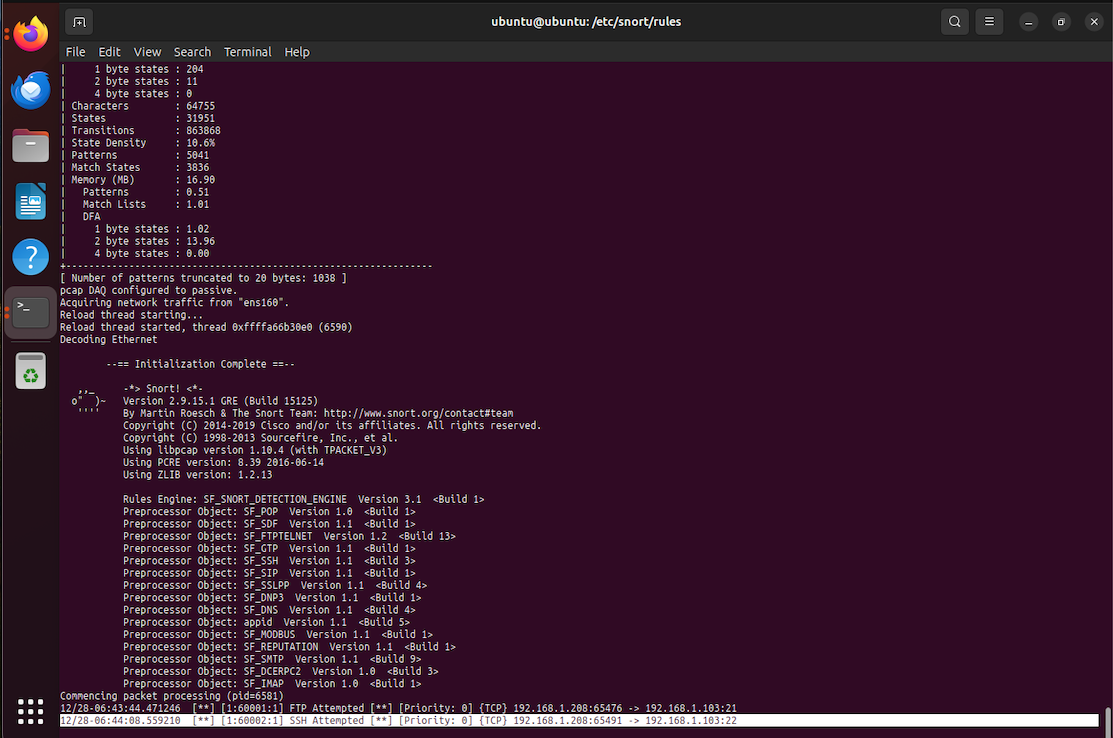 ubuntu@ubuntu: /etc/snort/rules
File Edit View Search Terminal Help
|     1 byte states : 204
|     2 byte states : 11
|     4 byte states : 0
| Characters       : 64755
| States           : 31951
| Transitions      : 863868
| State Density    : 10.6%
| Patterns         : 5041
| Match States     : 3836
| Memory (MB)      : 16.90
|   Patterns       : 0.51
|   Match Lists    : 1.01
|   DFA
|     1 byte states : 1.02
|     2 byte states : 13.96
|     4 byte states : 0.00
+----------------------------------------------------------------
[ Number of patterns truncated to 20 bytes: 1038 ]
pcap DAQ configured to passive.
Acquiring network traffic from "ens160".
Reload thread starting...
Reload thread started, thread 0xffffa66b30e0 (6590)
Decoding Ethernet
--== Initialization Complete ==--
,,_     -*> Snort! <*-
o"  )~   Version 2.9.15.1 GRE (Build 15125)
''''    By Martin Roesch & The Snort Team: http://www.snort.org/contact#team
Copyright (C) 2014-2019 Cisco and/or its affiliates. All rights reserved.
Copyright (C) 1998-2013 Sourcefire, Inc., et al.
Using libpcap version 1.10.4 (with TPACKET_V3)
Using PCRE version: 8.39 2016-06-14
Using ZLIB version: 1.2.13
Rules Engine: SF_SNORT_DETECTION_ENGINE  Version 3.1  <Build 1>
Preprocessor Object: SF_POP  Version 1.0  <Build 1>
Preprocessor Object: SF_SDF  Version 1.1  <Build 1>
Preprocessor Object: SF_FTPTELNET  Version 1.2  <Build 13>
Preprocessor Object: SF_GTP  Version 1.1  <Build 1>
Preprocessor Object: SF_SSH  Version 1.1  <Build 3>
Preprocessor Object: SF_SIP  Version 1.1  <Build 1>
Preprocessor Object: SF_SSLPP  Version 1.1  <Build 4>
Preprocessor Object: SF_DNP3  Version 1.1  <Build 1>
Preprocessor Object: SF_DNS  Version 1.1  <Build 4>
Preprocessor Object: appid  Version 1.1  <Build 5>
Preprocessor Object: SF_MODBUS  Version 1.1  <Build 1>
Preprocessor Object: SF_REPUTATION  Version 1.1  <Build 1>
Preprocessor Object: SF_SMTP  Version 1.1  <Build 9>
Preprocessor Object: SF_DCERPC2  Version 1.0  <Build 3>
Preprocessor Object: SF_IMAP  Version 1.0  <Build 1>
Commencing packet processing (pid=6581)
12/28-06:43:44.471246  [**] [1:60001:1] FTP Attempted [**] [Priority: 0] {TCP} 192.168.1.208:65476 -> 192.168.1.103:21
12/28-06:44:08.559210  [**] [1:60002:1] SSH Attempted [**] [Priority: 0] {TCP} 192.168.1.208:65491 -> 192.168.1.103:22